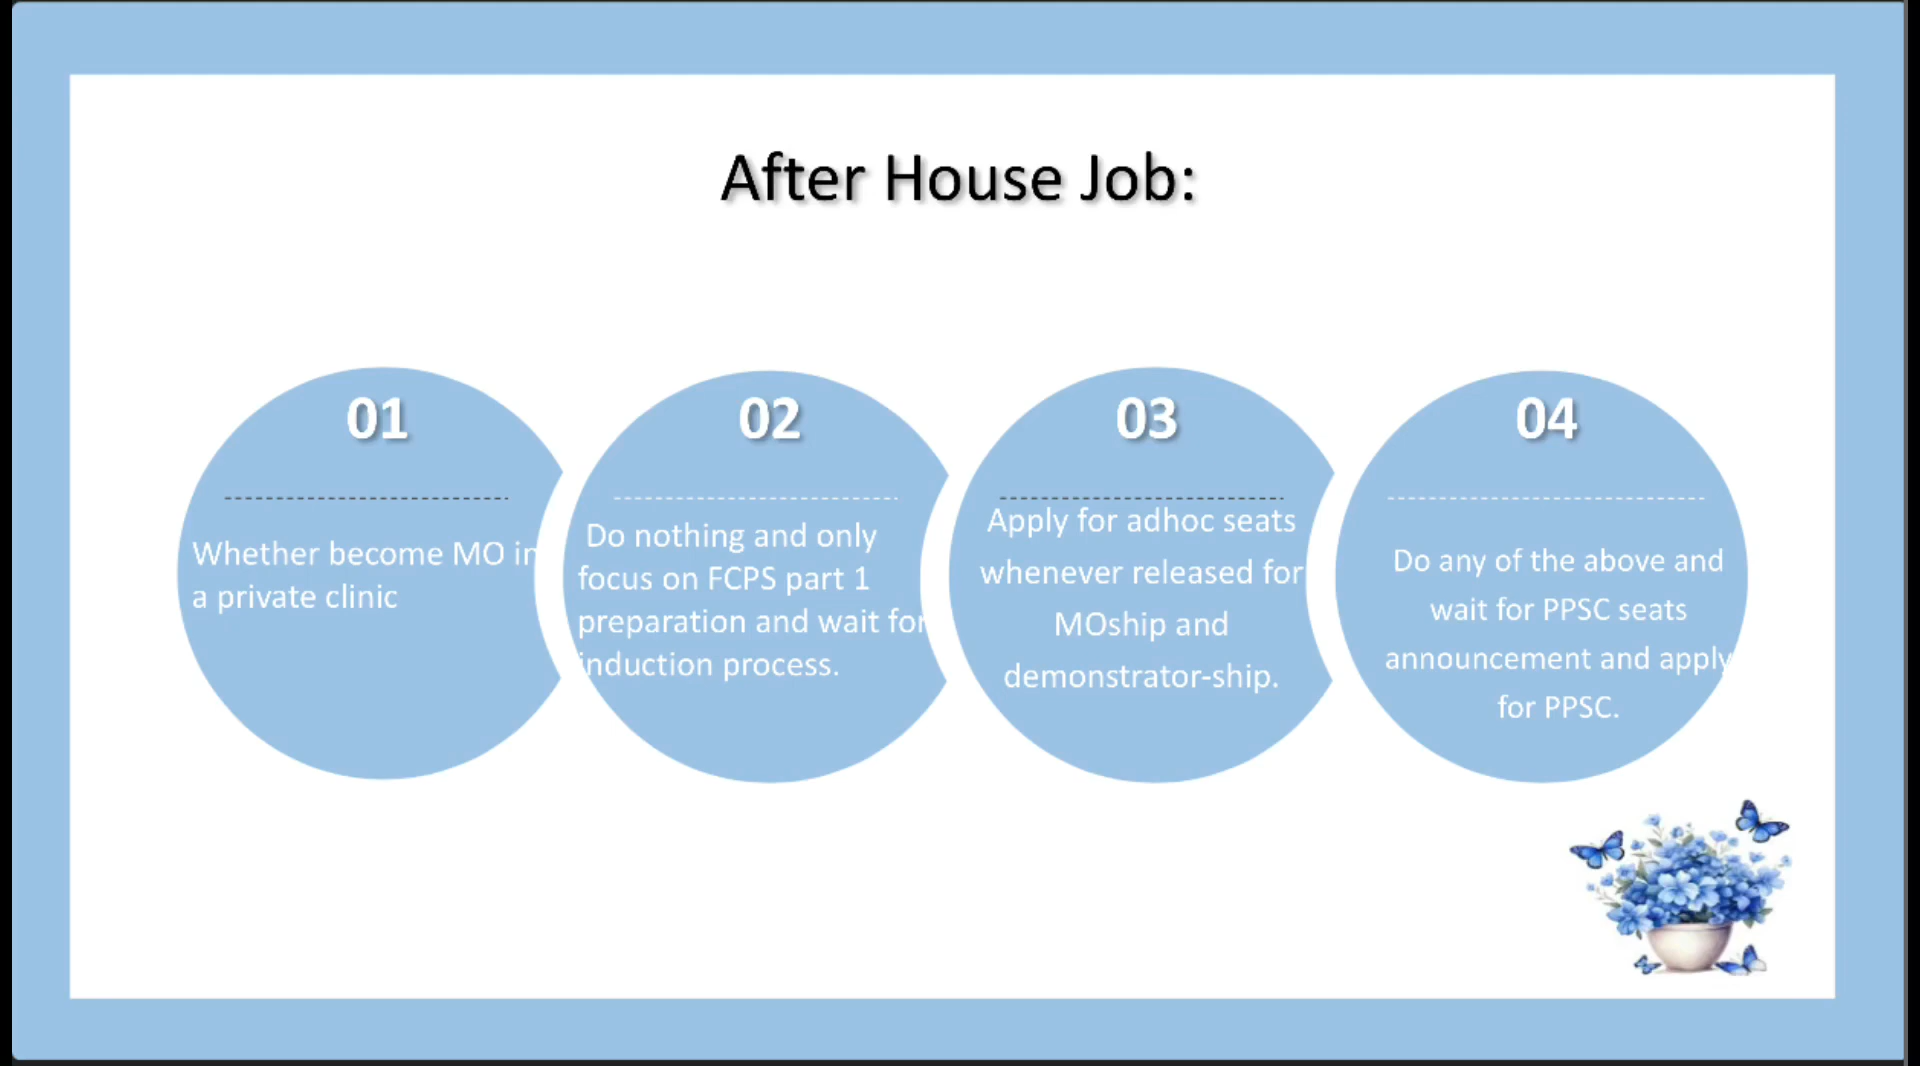 After House Job:
01
Whether become MO in
a private clinic
02
Do nothing and only
focus on FCPS part 1
preparation and wait for
induction process.
03
Apply for adhoc seats
whenever released for
MOship and
demonstrator-ship.
04
Do any of the above and
wait for PPSC seats
announcement and apply
for PPSC.